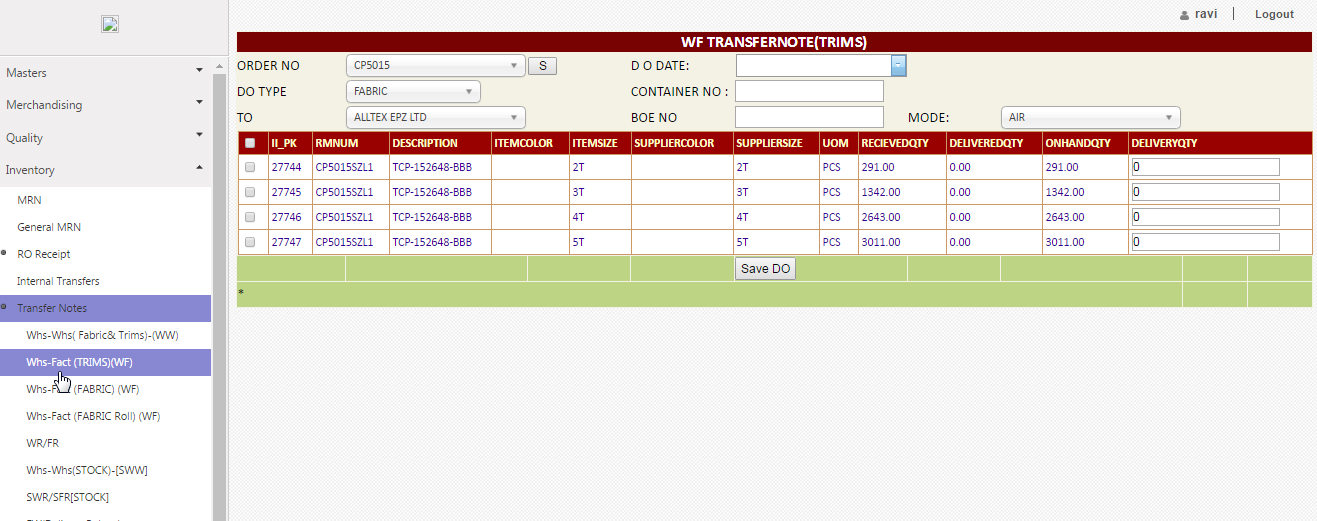 ravi Logout
Masters
Merchandising
Quality
Inventory
MRN
General MRN
RO Receipt
Internal Transfers
Transfer Notes
Whs-Whs( Fabric& Trims)-(WW)
Whs-Fact (TRIMS)(WF)
(FABRIC) (WF)
Whs-Fact (FABRIC Roll) (WF)
WR/FR
Whs-Whs(STOCK)-[SWW]
SWR/SFR[STOCK]
WF TRANSFERNOTE(TRIMS)
ORDER NO CP5015 S D O DATE:
DO TYPE FABRIC CONTAINER NO :
TO ALLTEX EPZ LTD BOE NO MODE: AIR
II_PK RMNUM DESCRIPTION ITEMCOLOR ITEMSIZE SUPPLIERCOLOR SUPPLIERSIZE UOM RECIEVEDQTY DELIVEREDQTY ONHANDQTY DELIVERYQTY
27744 CP5015SZL1 TCP-152648-BBB 2T 2T PCS 291.00 0.00 291.00 0
27745 CP5015SZL1 TCP-152648-BBB 3T 3T PCS 1342.00 0.00 1342.00 0
27746 CP5015SZL1 TCP-152648-BBB 4T 4T PCS 2643.00 0.00 2643.00 0
27747 CP5015SZL1 TCP-152648-BBB 5T 5T PCS 3011.00 0.00 3011.00 0
Save DO
*